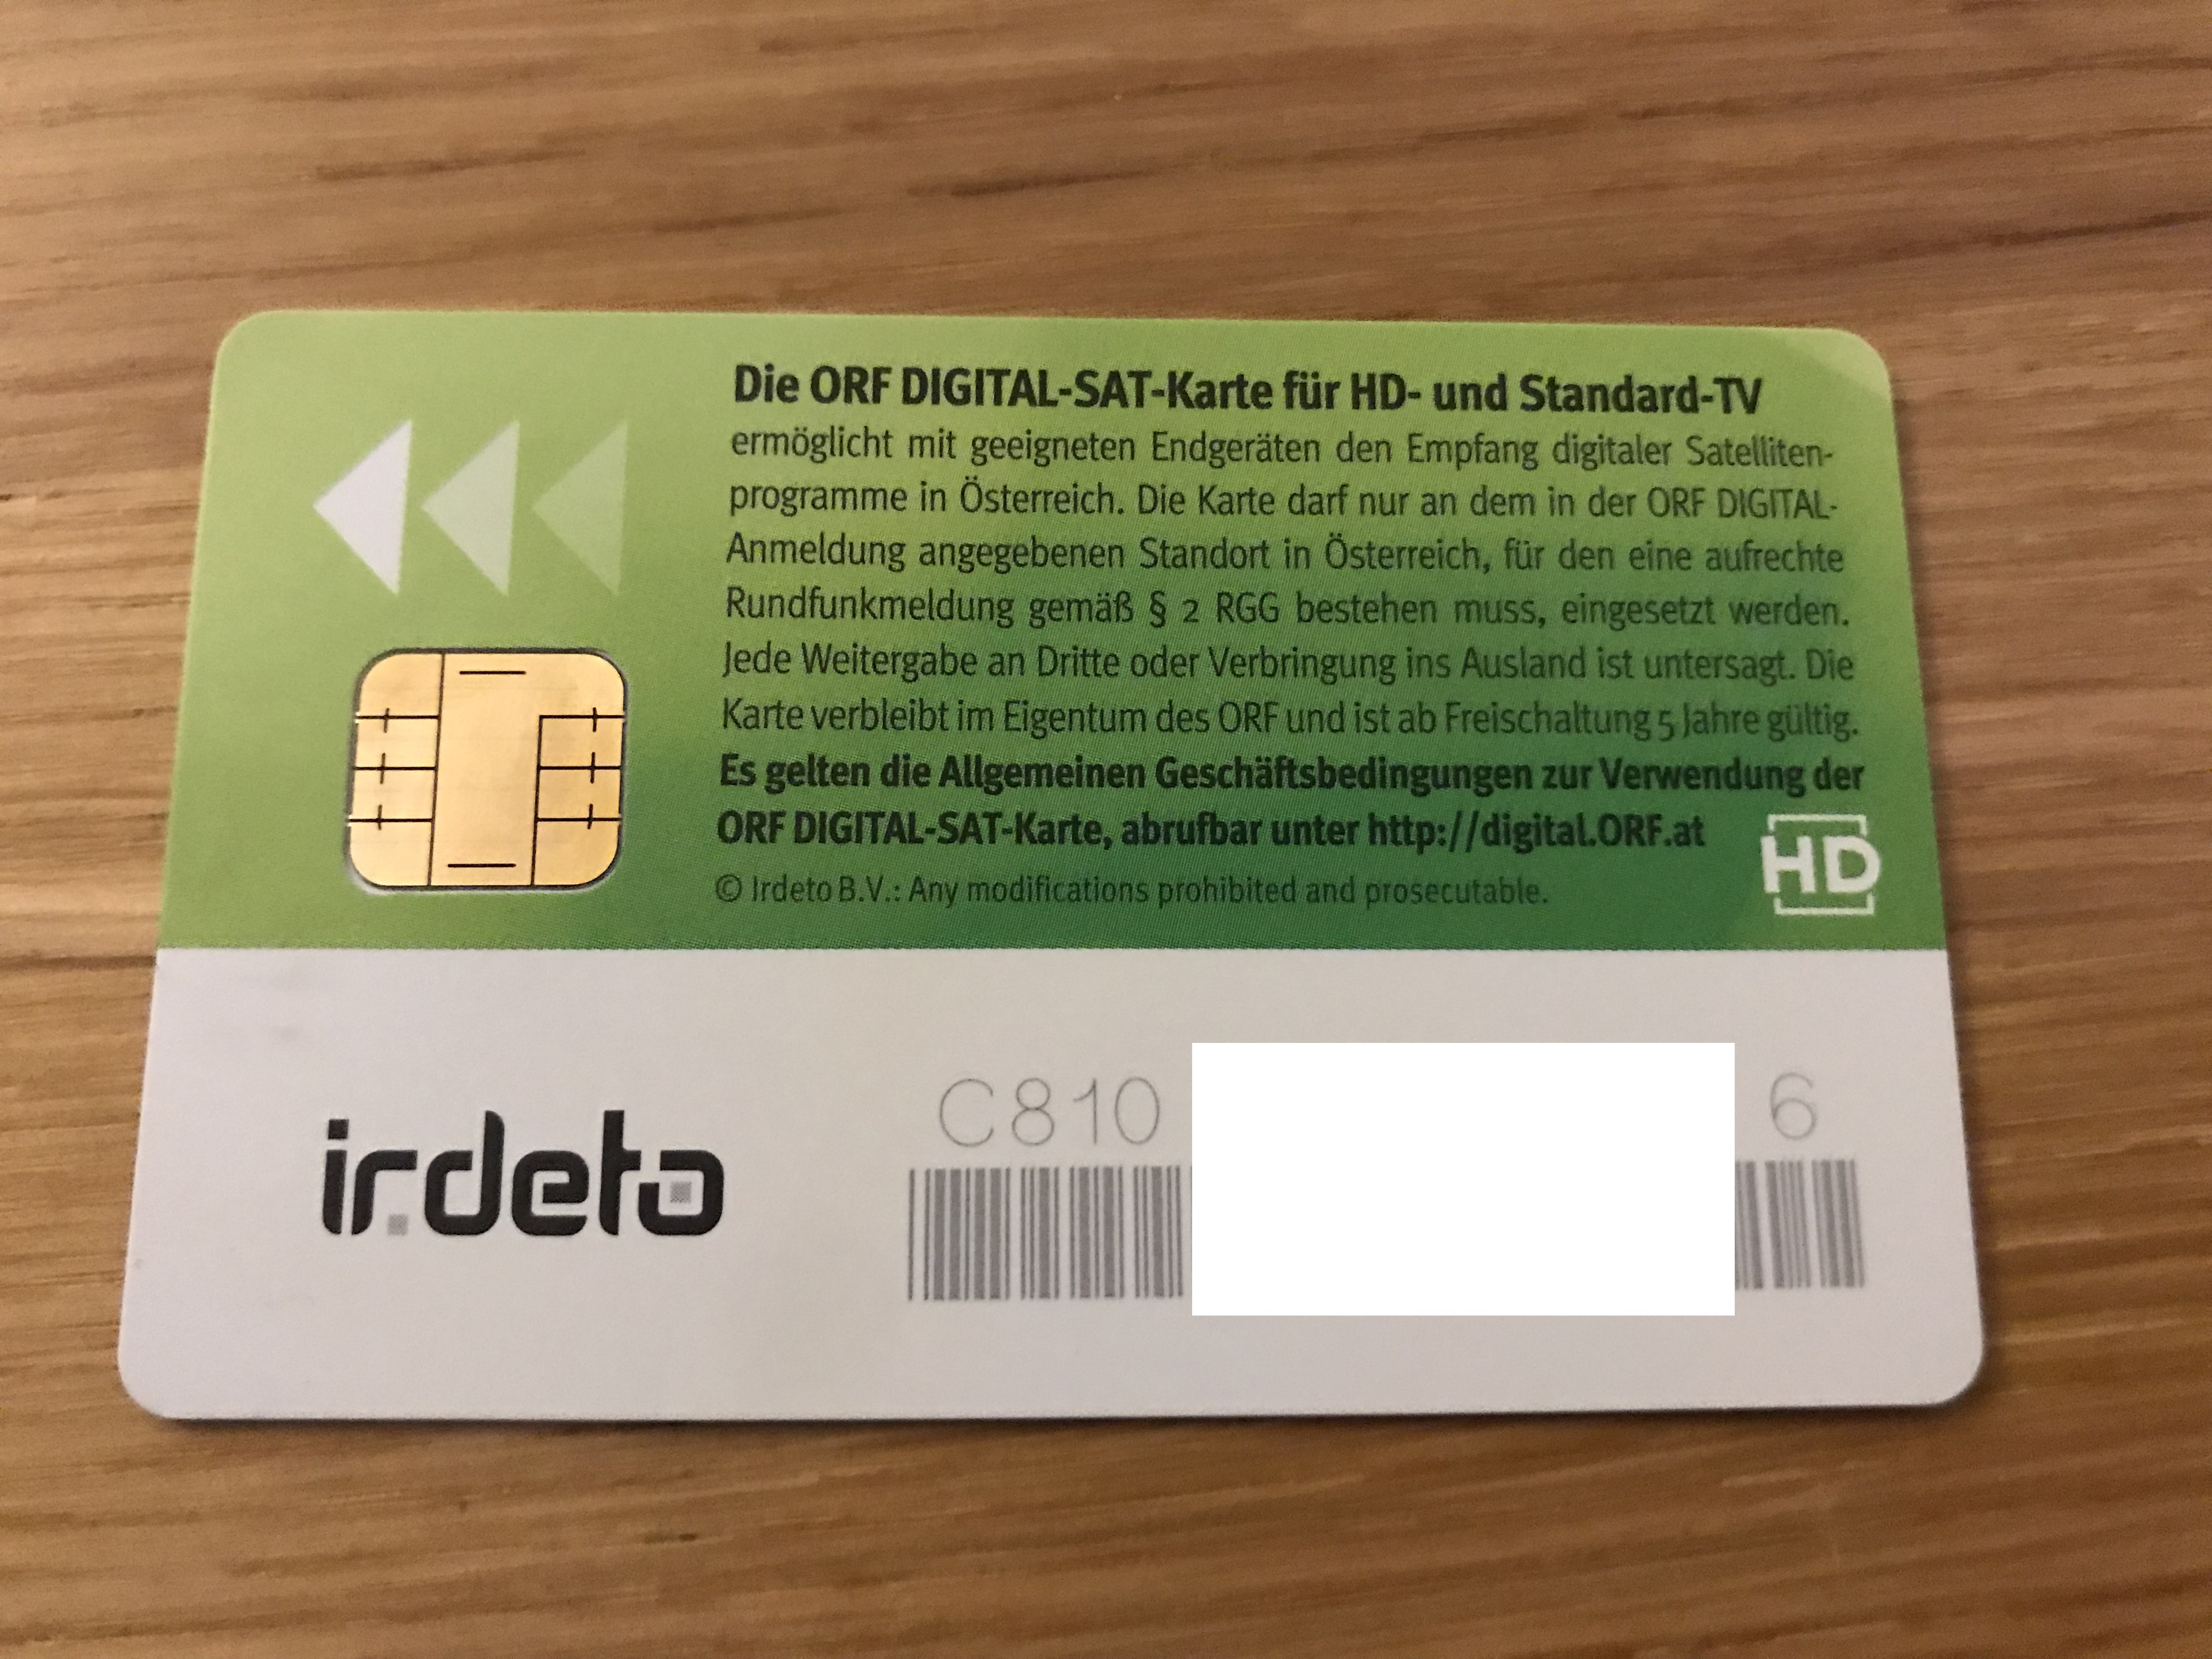 Die ORF DIGITAL-SAT-Karte für HD- und Standard-TV
ermöglicht mit geeigneten Endgeräten den Empfang digitaler Satelliten-
programme in Österreich. Die Karte darf nur an dem in der ORF DIGITAL-
Anmeldung angegebenen Standort in Österreich, für den eine aufrechte
Rundfunkmeldung gemäß § 2 RGG bestehen muss, eingesetzt werden.
Jede Weitergabe an Dritte oder Verbringung ins Ausland ist untersagt. Die
Karte verbleibt im Eigentum des ORF und ist ab Freischaltung 5 Jahre gültig.
Es gelten die Allgemeinen Geschäftsbedingungen zur Verwendung der
ORF DIGITAL-SAT-Karte, abrufbar unter http://digital.ORF.at
© Irdeto B.V.: Any modifications prohibited and prosecutable.
HD
irdeto
C810 6